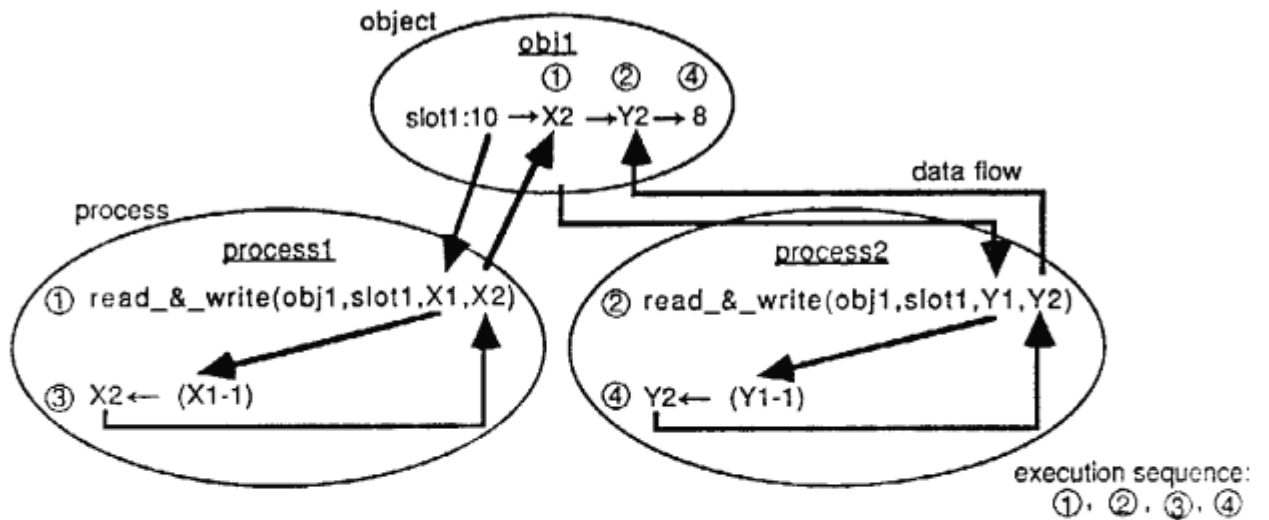 object
obj1
① ② ④
slot1:10 →X2 →Y2→ 8
data flow
process
process1
① read_&_write(obj1,slot1,X1,X2)
③ X2← (X1-1)
process2
② read_&_write(obj1,slot1,Y1,Y2)
④ Y2← (Y1-1)
execution sequence:
①, ②, ③, ④